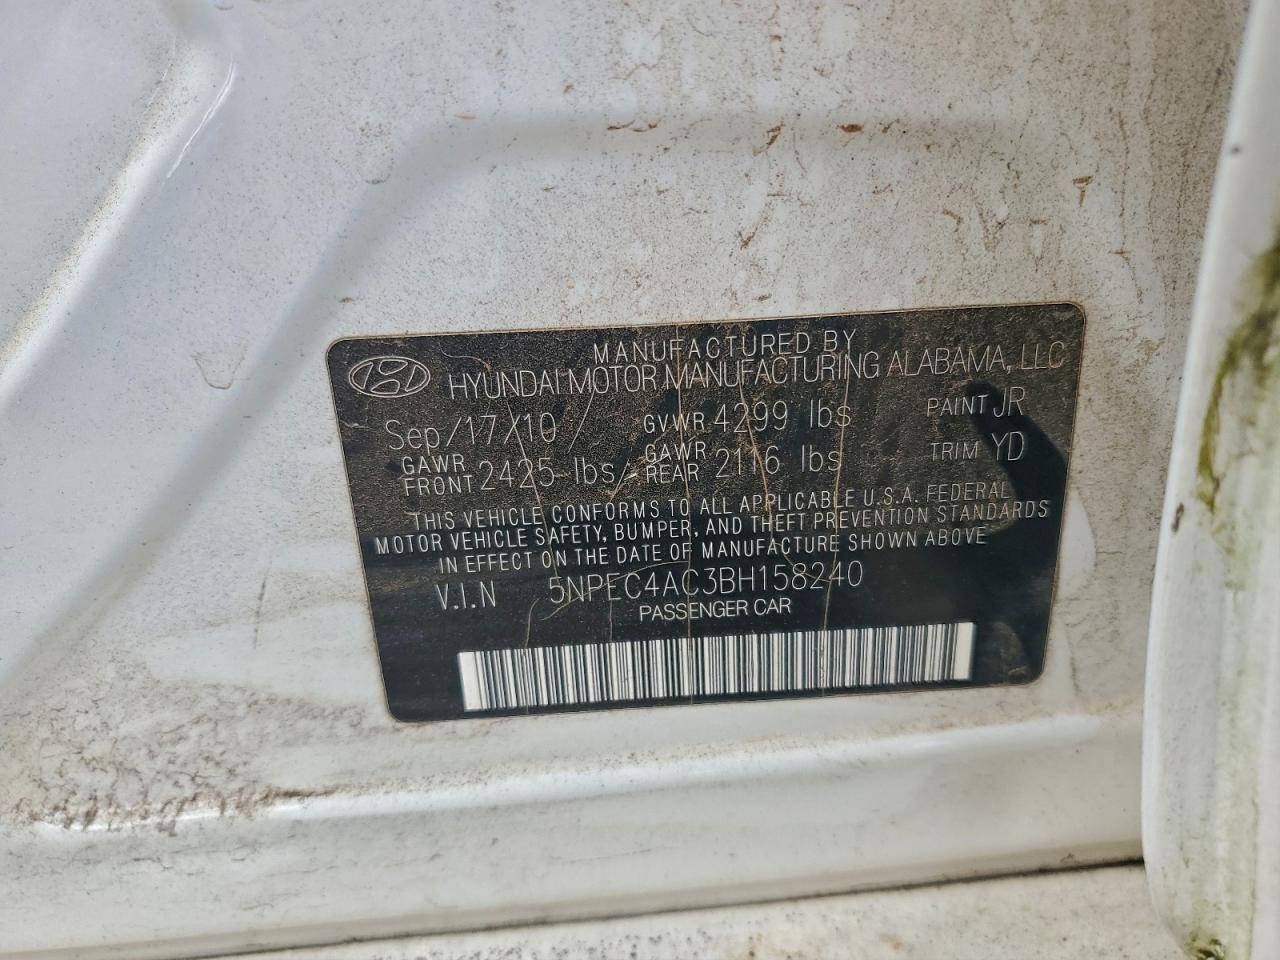 MANUFACTURED BY
HYUNDAI MOTOR MANUFACTURING ALABAMA, LLC
Sep/17/10 GVWR 4299 lbs PAINT JR
GAWR FRONT 2425 lbs GAWR REAR 2116 lbs TRIM YD
THIS VEHICLE CONFORMS TO ALL APPLICABLE U.S.A. FEDERAL
MOTOR VEHICLE SAFETY, BUMPER, AND THEFT PREVENTION STANDARDS
IN EFFECT ON THE DATE OF MANUFACTURE SHOWN ABOVE
V.I.N 5NPEC4AC3BH158240
PASSENGER CAR